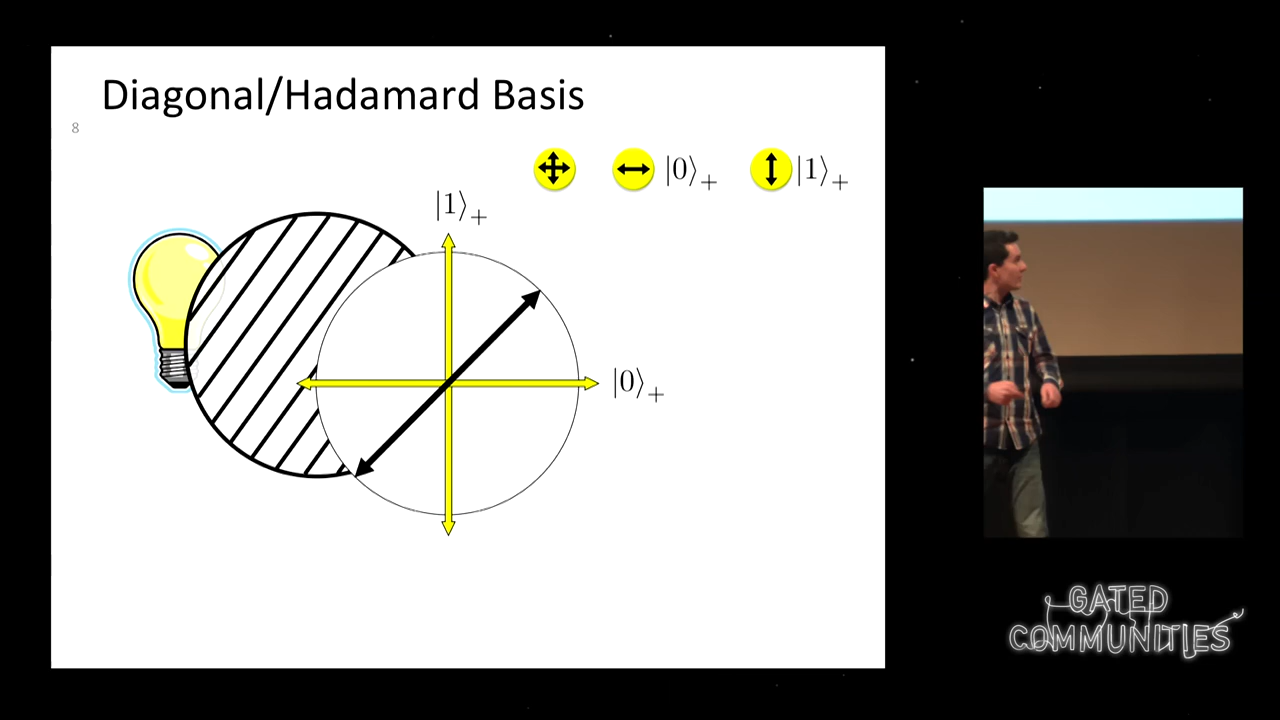 Diagonal/Hadamard Basis
8
|0⟩₊ |1⟩₊
|1⟩₊
|0⟩₊
GATED
COMMUNITIES